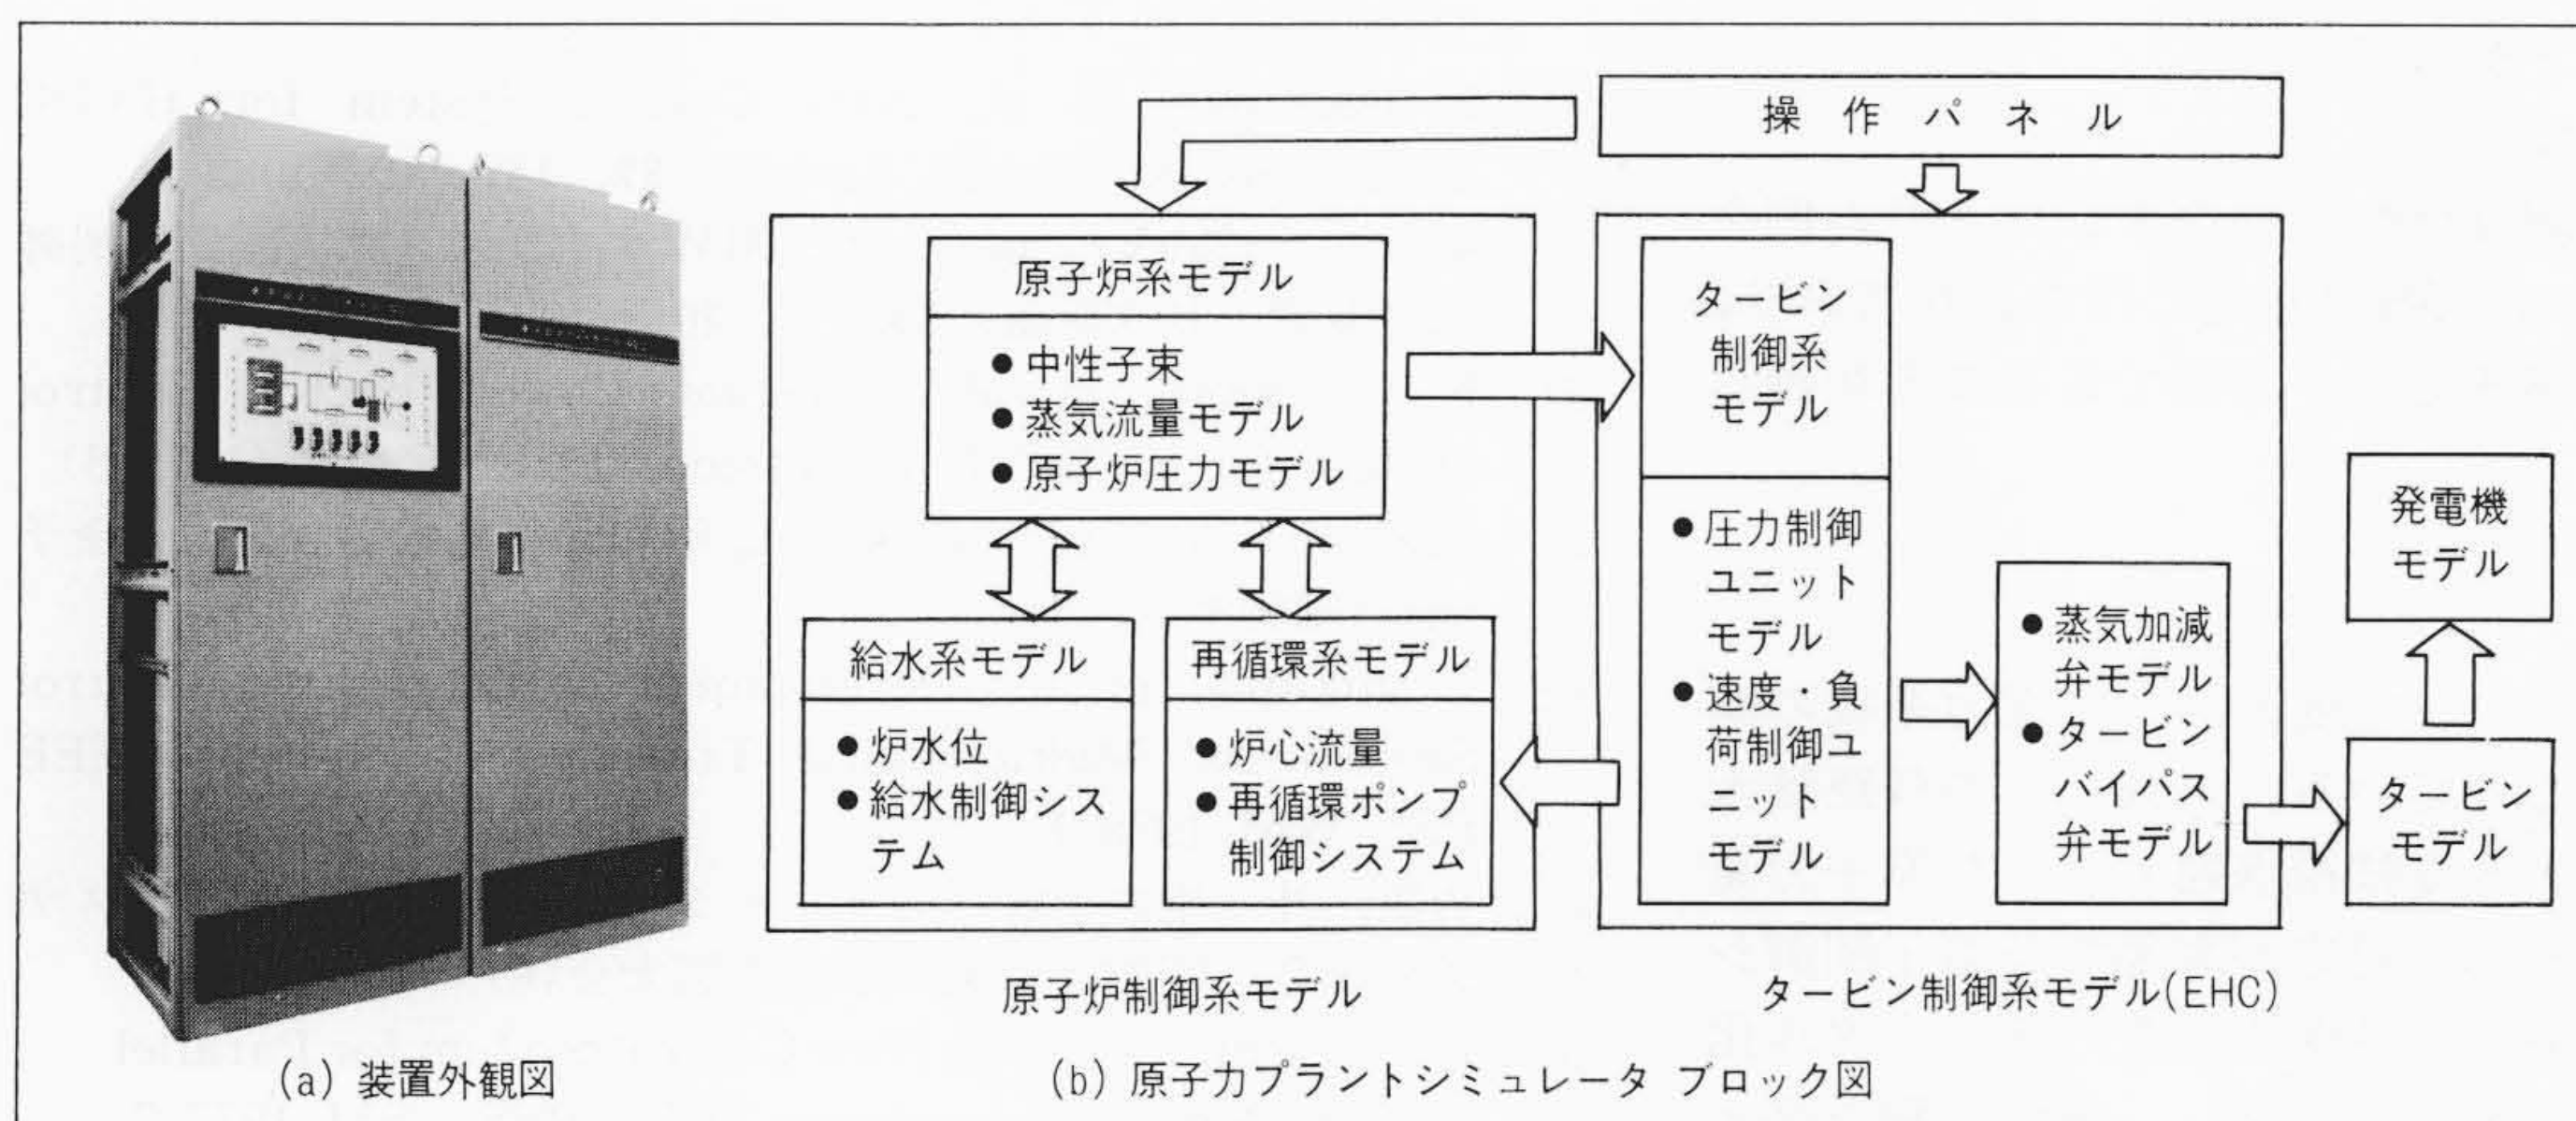 操作パネル
原子炉系モデル
●中性子束
●蒸気流量モデル
●原子炉圧力モデル
給水系モデル
●炉水位
●給水制御シス
テム
再循環系モデル
●炉心流量
●再循環ポンプ
制御システム
原子炉制御系モデル
タービン
制御系
モデル
●圧力制御
ユニット
モデル
●速度・負
荷制御ユ
ニット
モデル
●蒸気加減
弁モデル
●タービン
バイパス
弁モデル
タービン制御系モデル(EHC)
発電機
モデル
タービン
モデル
(a) 装置外観図
(b) 原子力プラントシミュレータ ブロック図